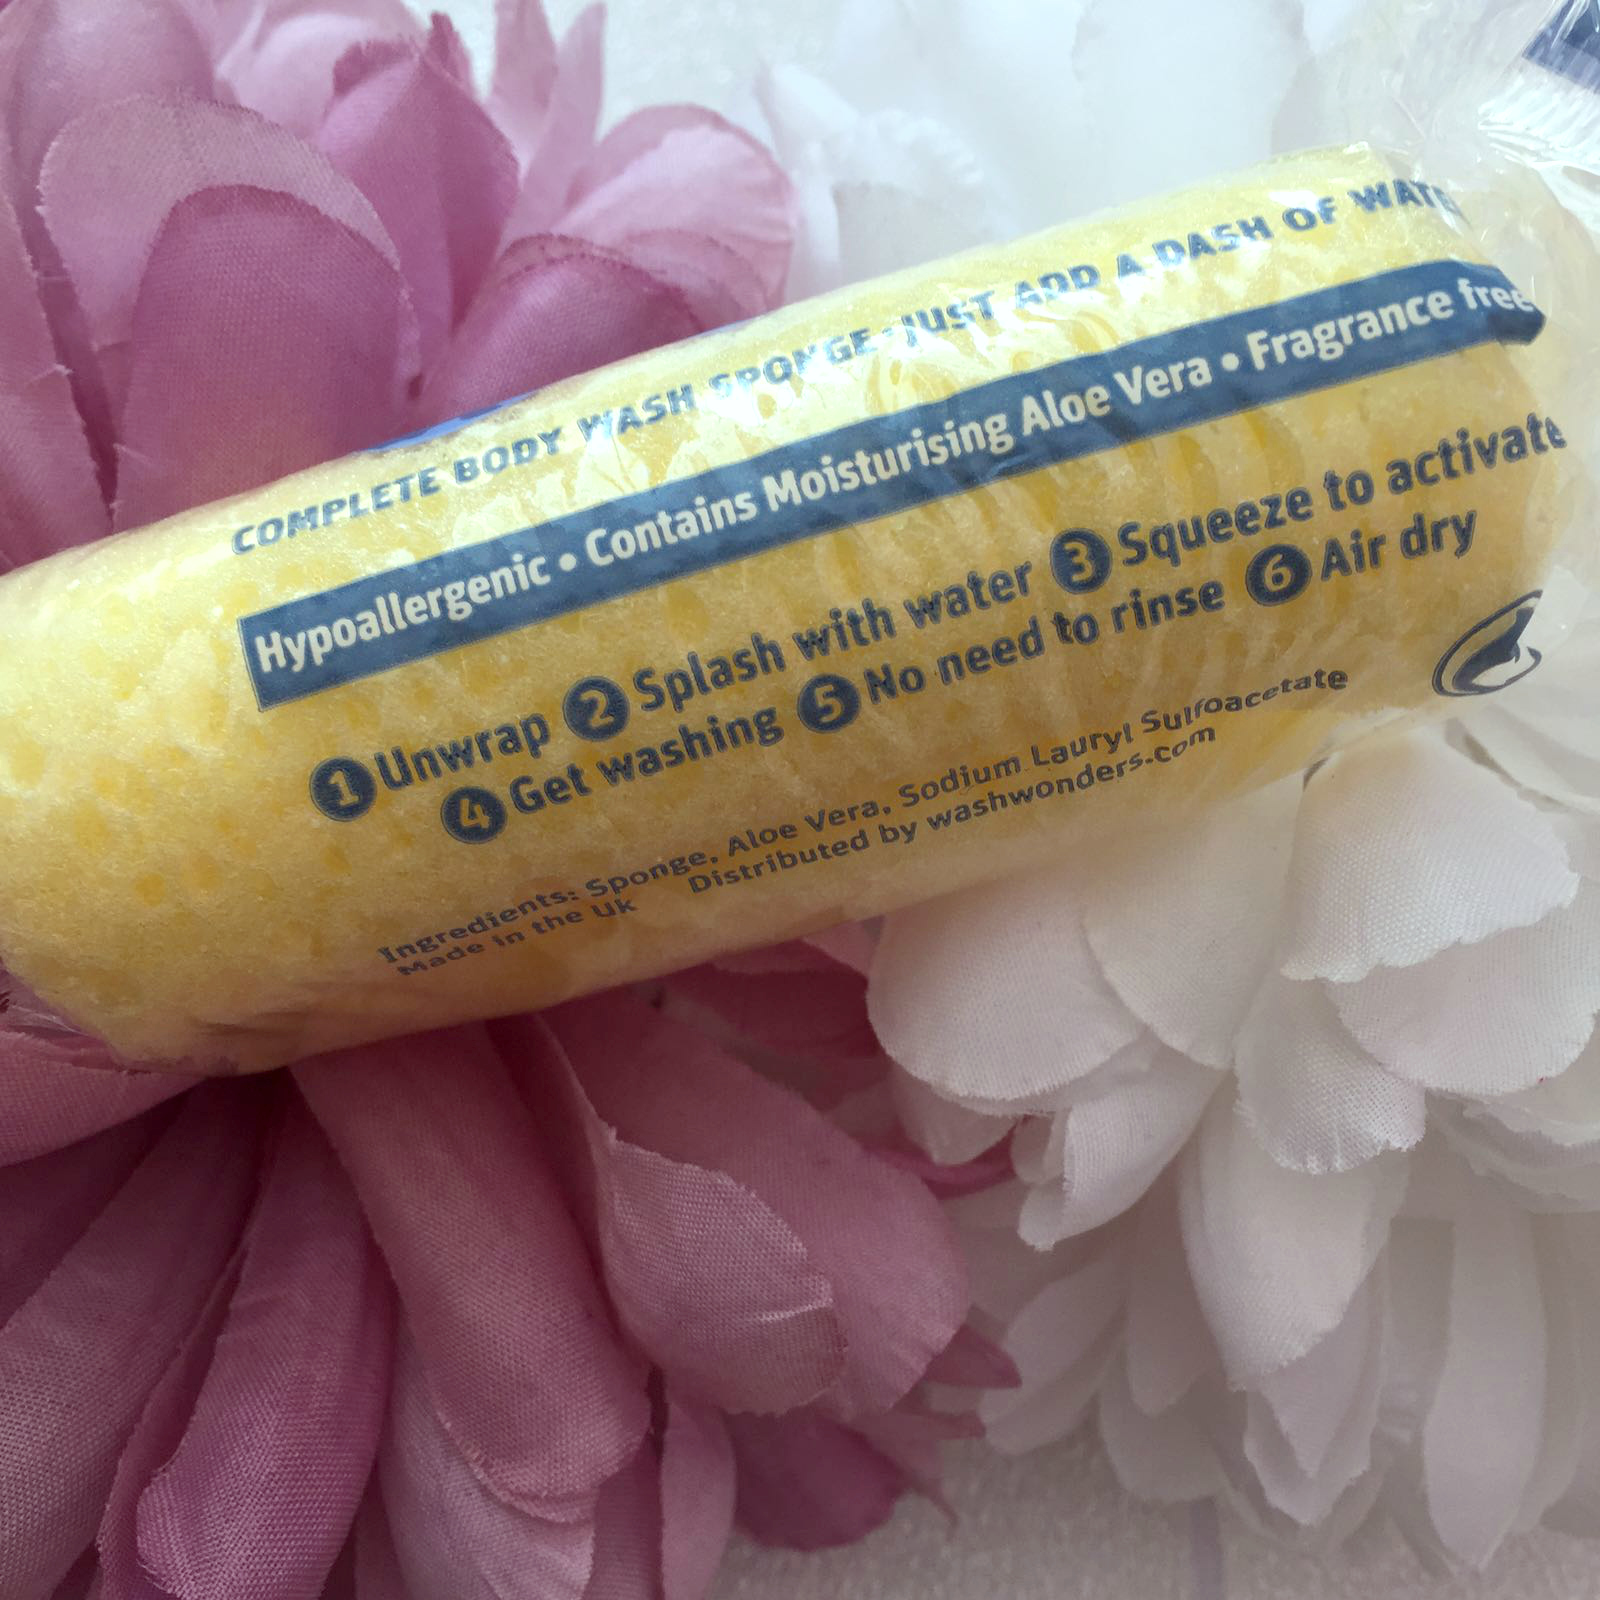 COMPLETE BODY WASH SPONGE • JUST ADD A DASH OF WATE
Hypoallergenic • Contains Moisturising Aloe Vera • Fragrance free
1 Unwrap 2 Splash with water 3 Squeeze to activate
4 Get washing 5 No need to rinse 6 Air dry
Ingredients: Sponge, Aloe Vera, Sodium Lauryl Sulfoacetate
Made in the UK Distributed by washwonders.com